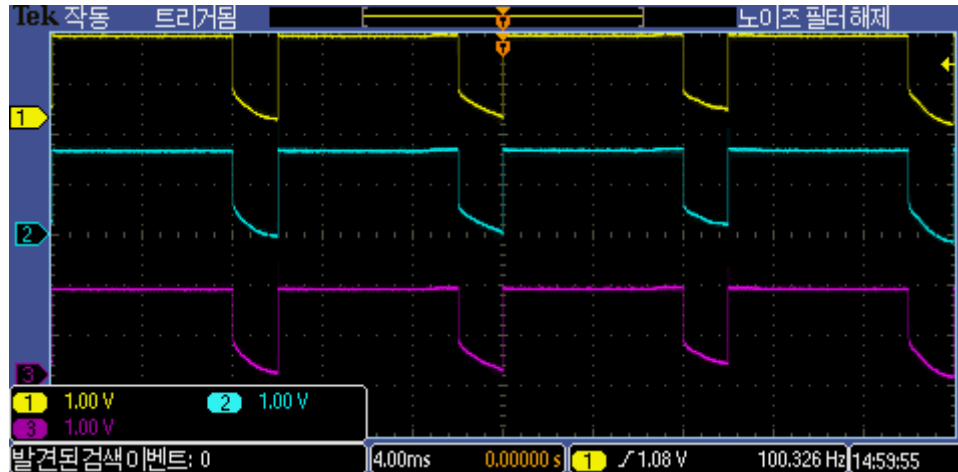 Tek 작동 트리거됨 노이즈 필터 해제
T
T
1
2
3
1 1.00 V 2 1.00 V
3 1.00 V
발견된 검색 이벤트: 0 4.00ms 0.00000 s 1 / 1.08 V 100.326 Hz 14:59:55